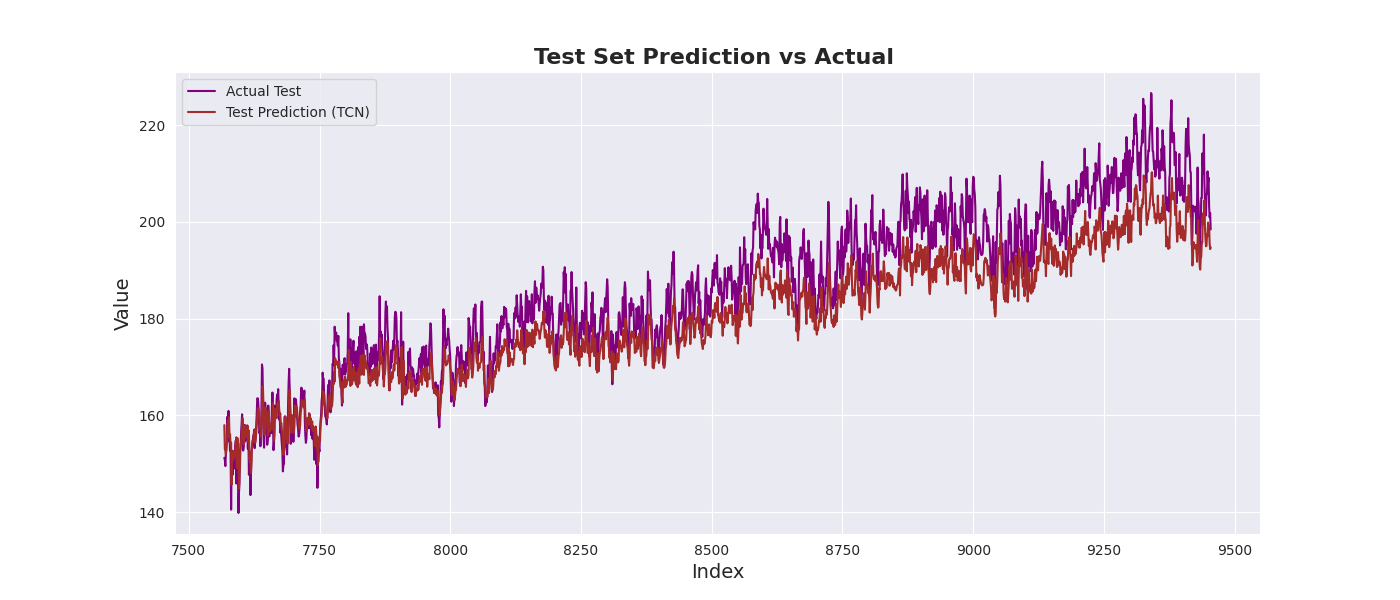 Test Set Prediction vs Actual
Actual Test
Test Prediction (TCN)
Value
220
200
180
160
140
7500 7750 8000 8250 8500 8750 9000 9250 9500
Index